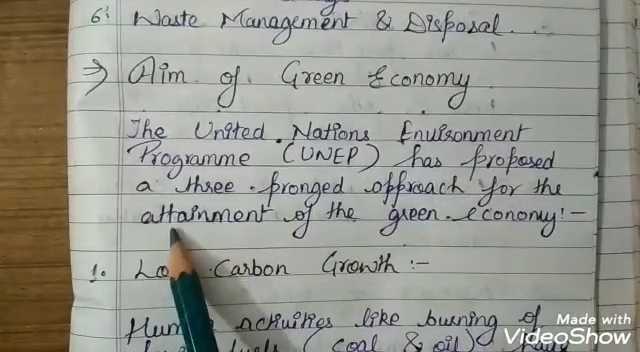 6: Waste Management & Disposal.
⇒ Aim of Green Economy
The United Nations Environment
Programme (UNEP) has proposed
a three pronged approach for the
attainment of the green economy:-
1. Carbon Growth :-
activities like burning of
(coal & oil)
Made with
VideoShow